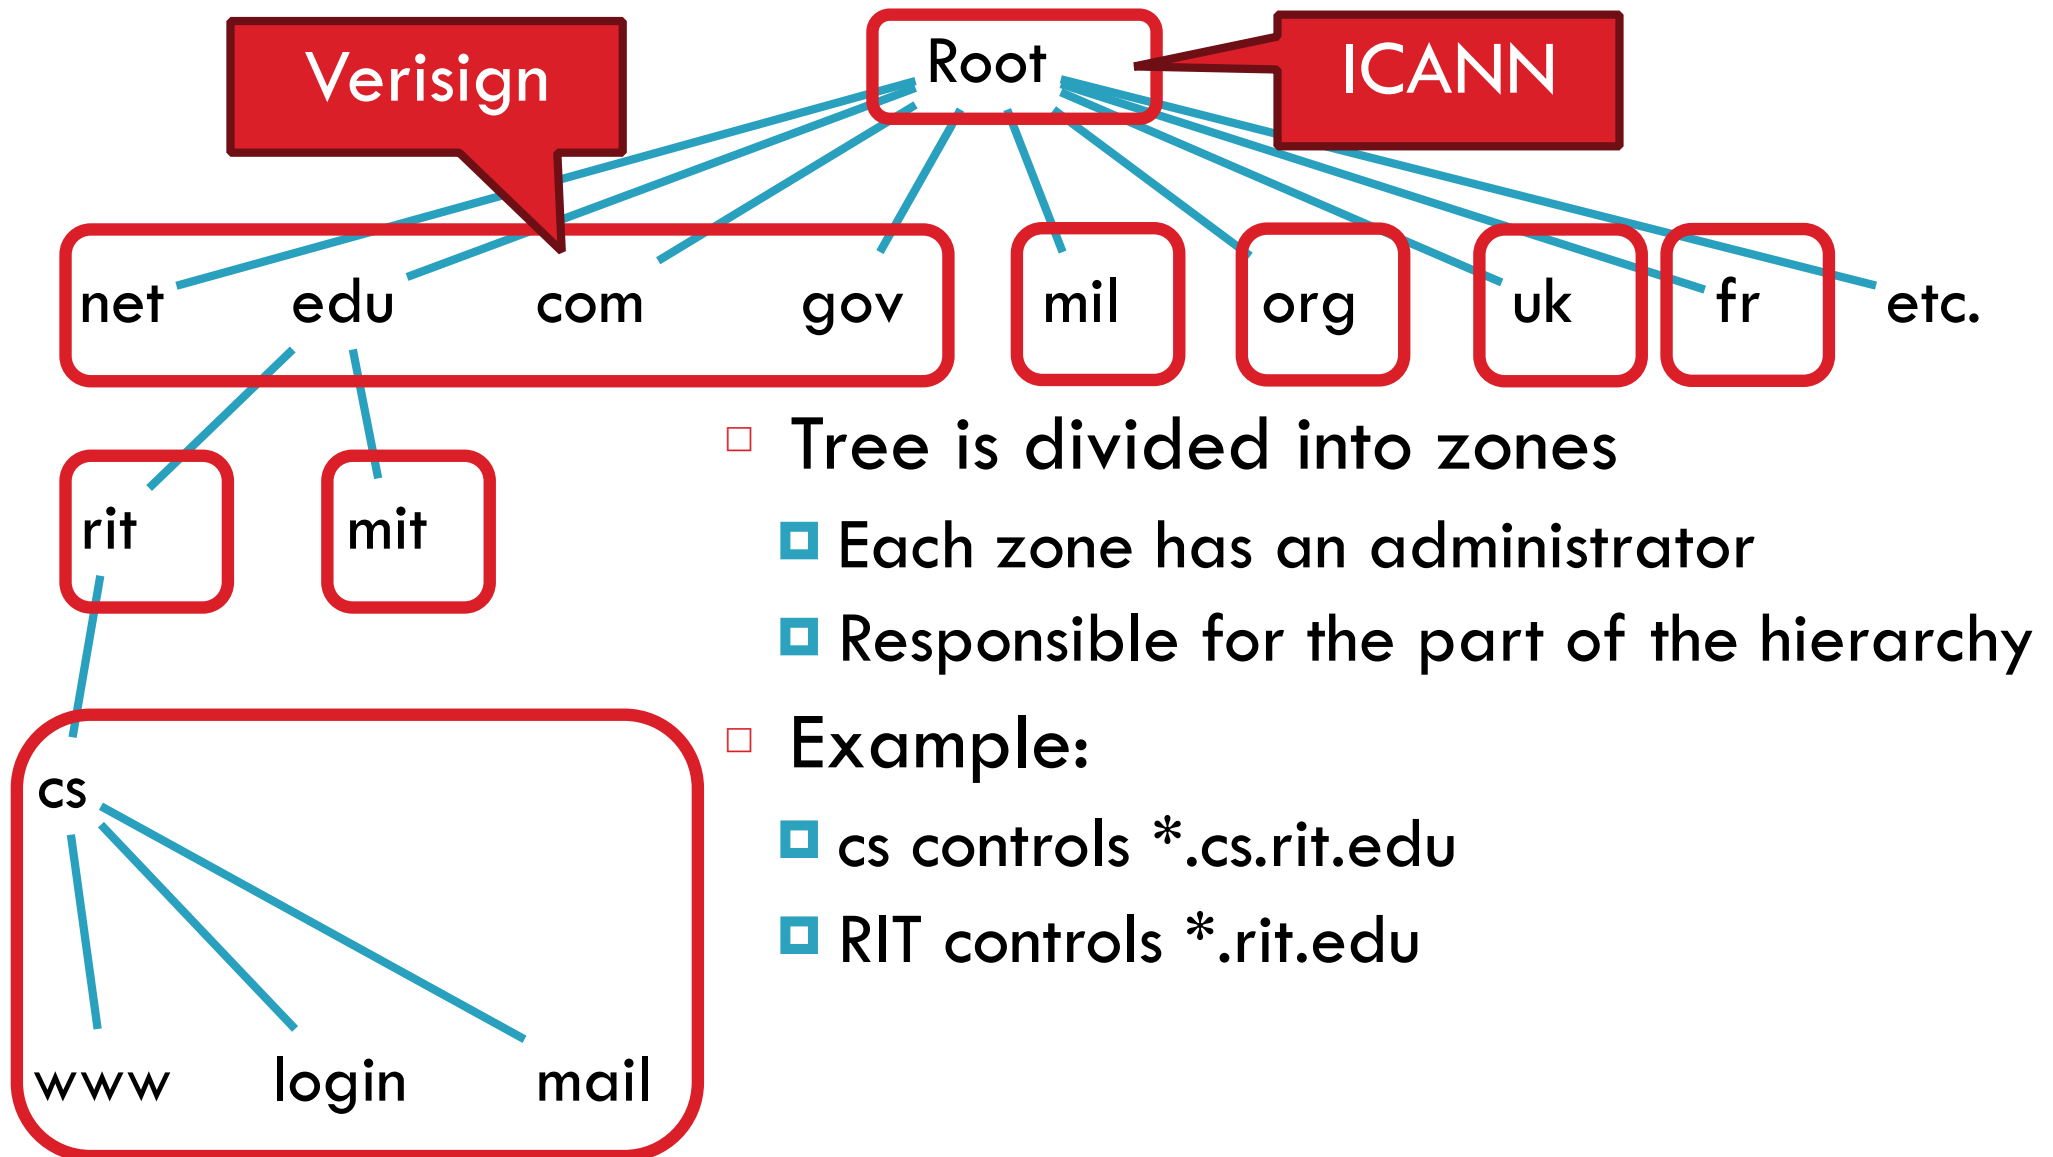 Verisign
Root
ICANN
net edu com gov mil org uk fr etc.
rit mit
cs
www login mail
Tree is divided into zones
Each zone has an administrator
Responsible for the part of the hierarchy
Example:
cs controls *.cs.rit.edu
RIT controls *.rit.edu